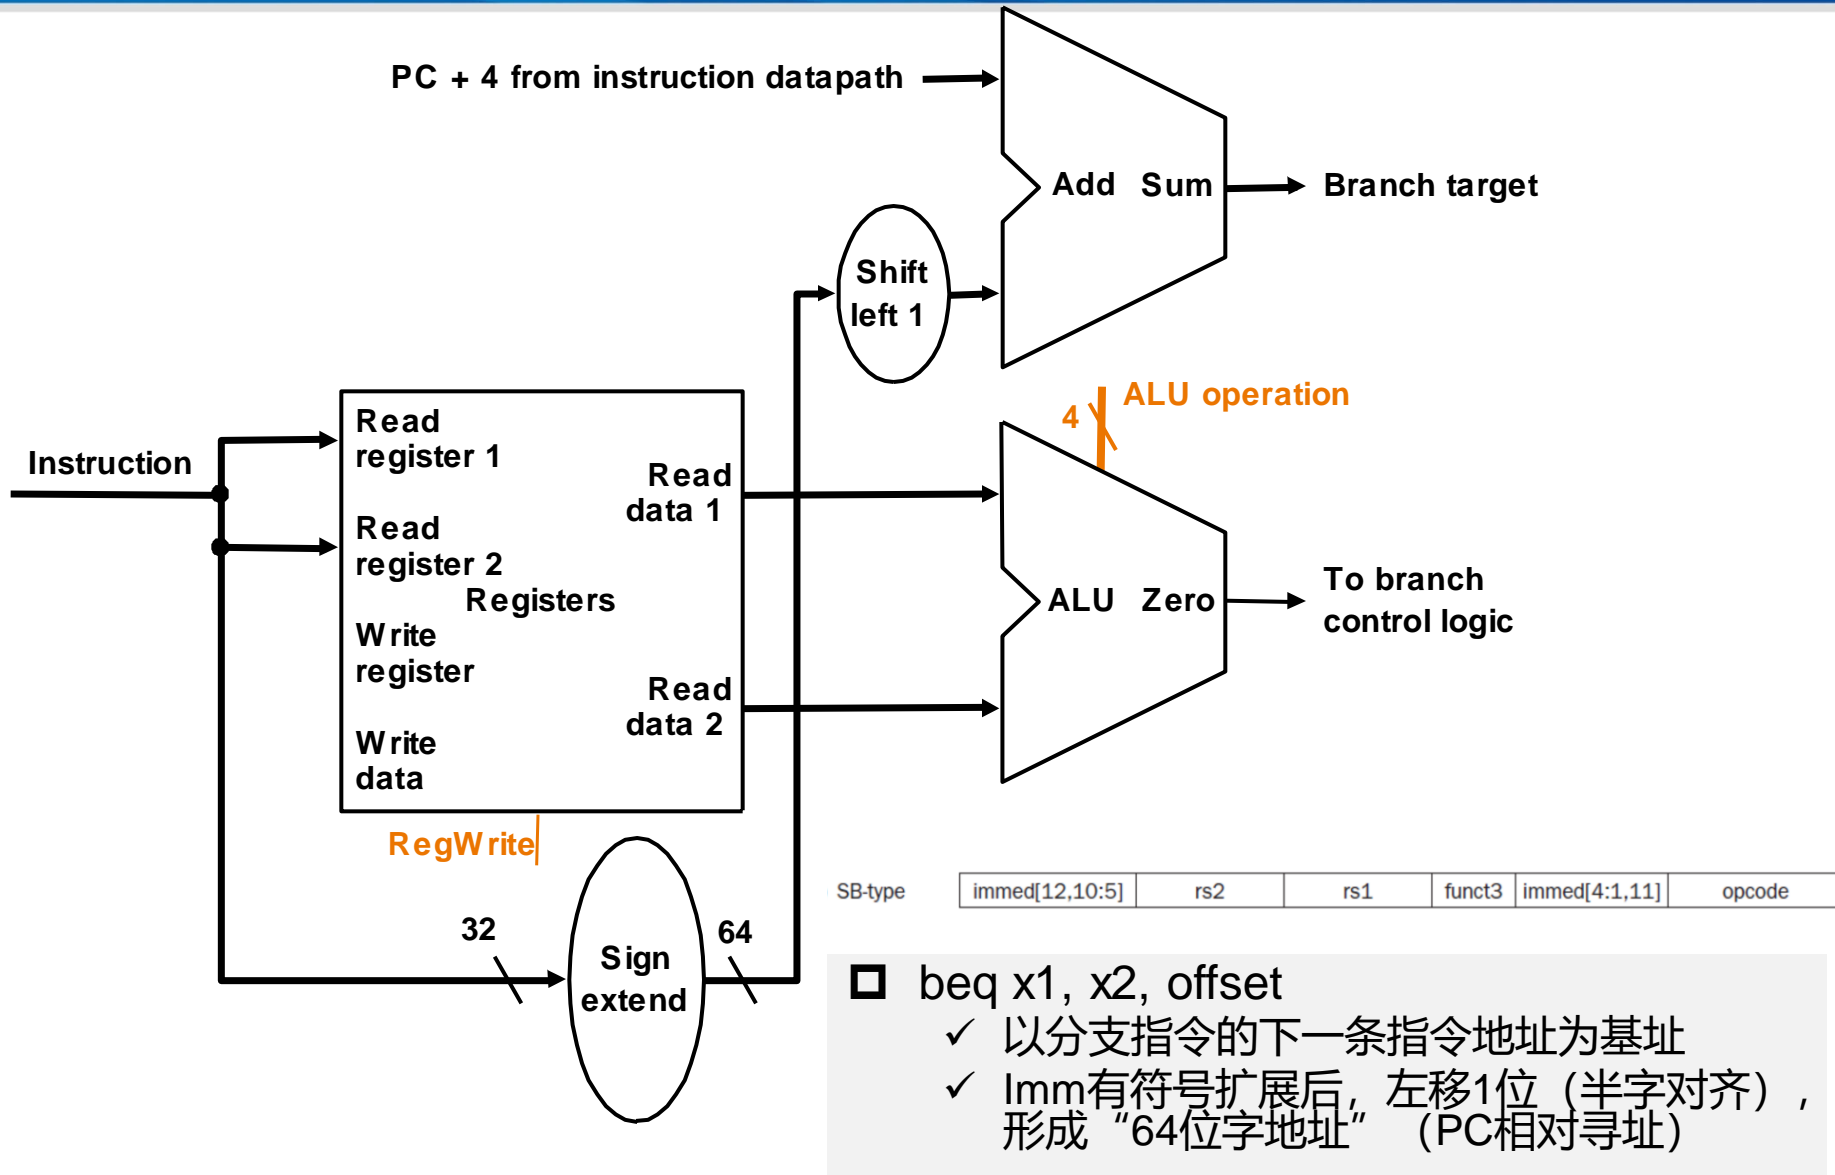 PC + 4 from instruction datapath
Add Sum
Branch target
Shift
left 1
ALU operation
4
Instruction
Read
register 1
Read
data 1
Read
register 2
Registers
Write
register
Read
data 2
Write
data
ALU Zero
To branch
control logic
RegWrite
32
Sign
extend
64
SB-type immed[12,10:5] rs2 rs1 funct3 immed[4:1,11] opcode
beq x1, x2, offset
✓ 以分支指令的下一条指令地址为基址
✓ Imm有符号扩展后，左移1位（半字对齐），
形成“64位字地址”（PC相对寻址）